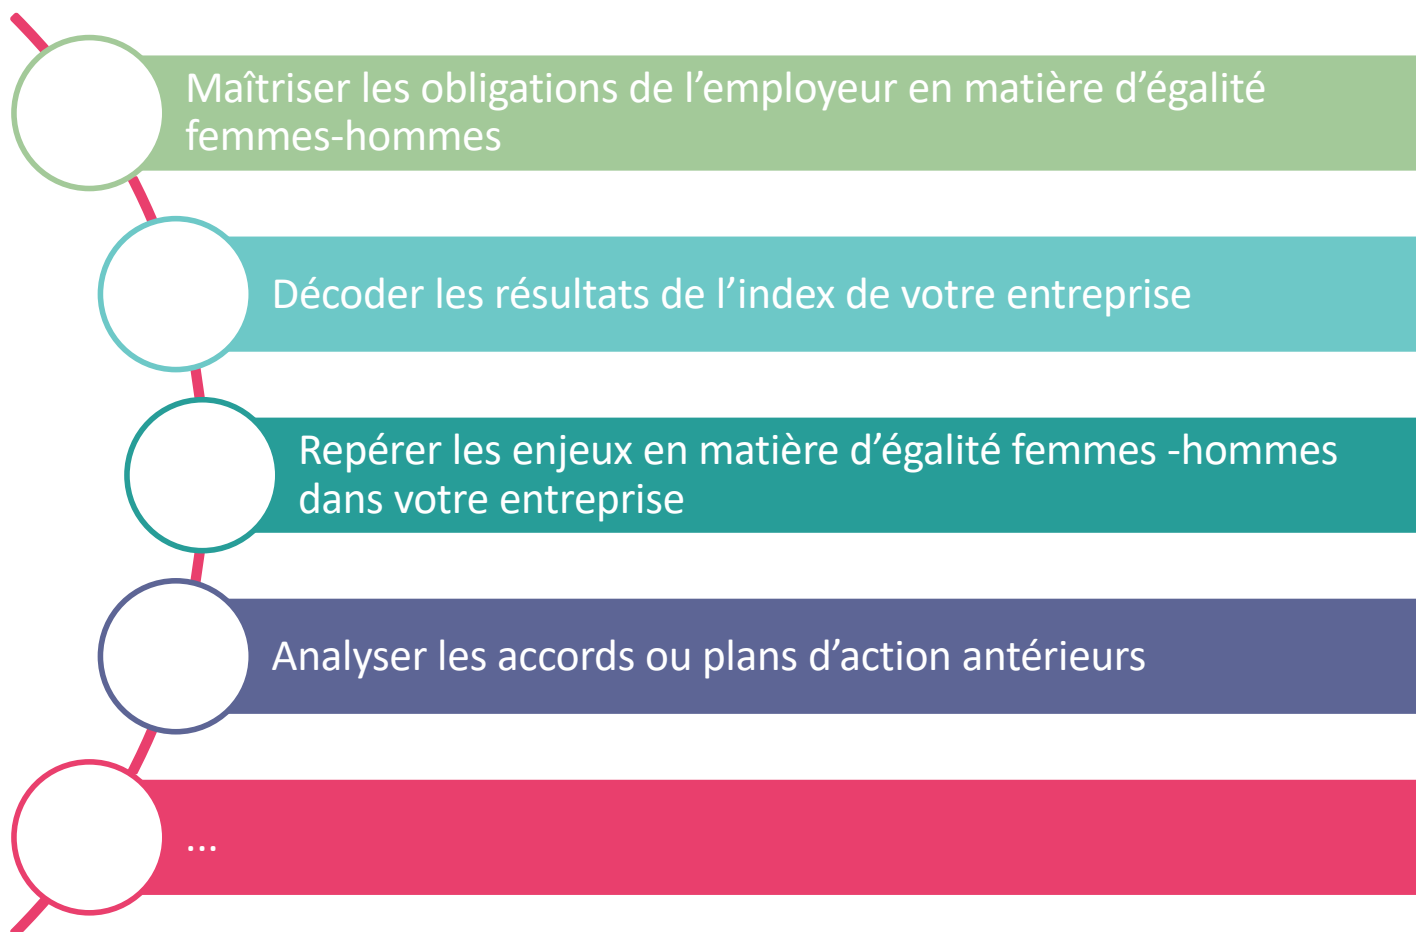 Maîtriser les obligations de l’employeur en matière d’égalité
femmes-hommes
Décoder les résultats de l’index de votre entreprise
Repérer les enjeux en matière d’égalité femmes -hommes
dans votre entreprise
Analyser les accords ou plans d’action antérieurs
...